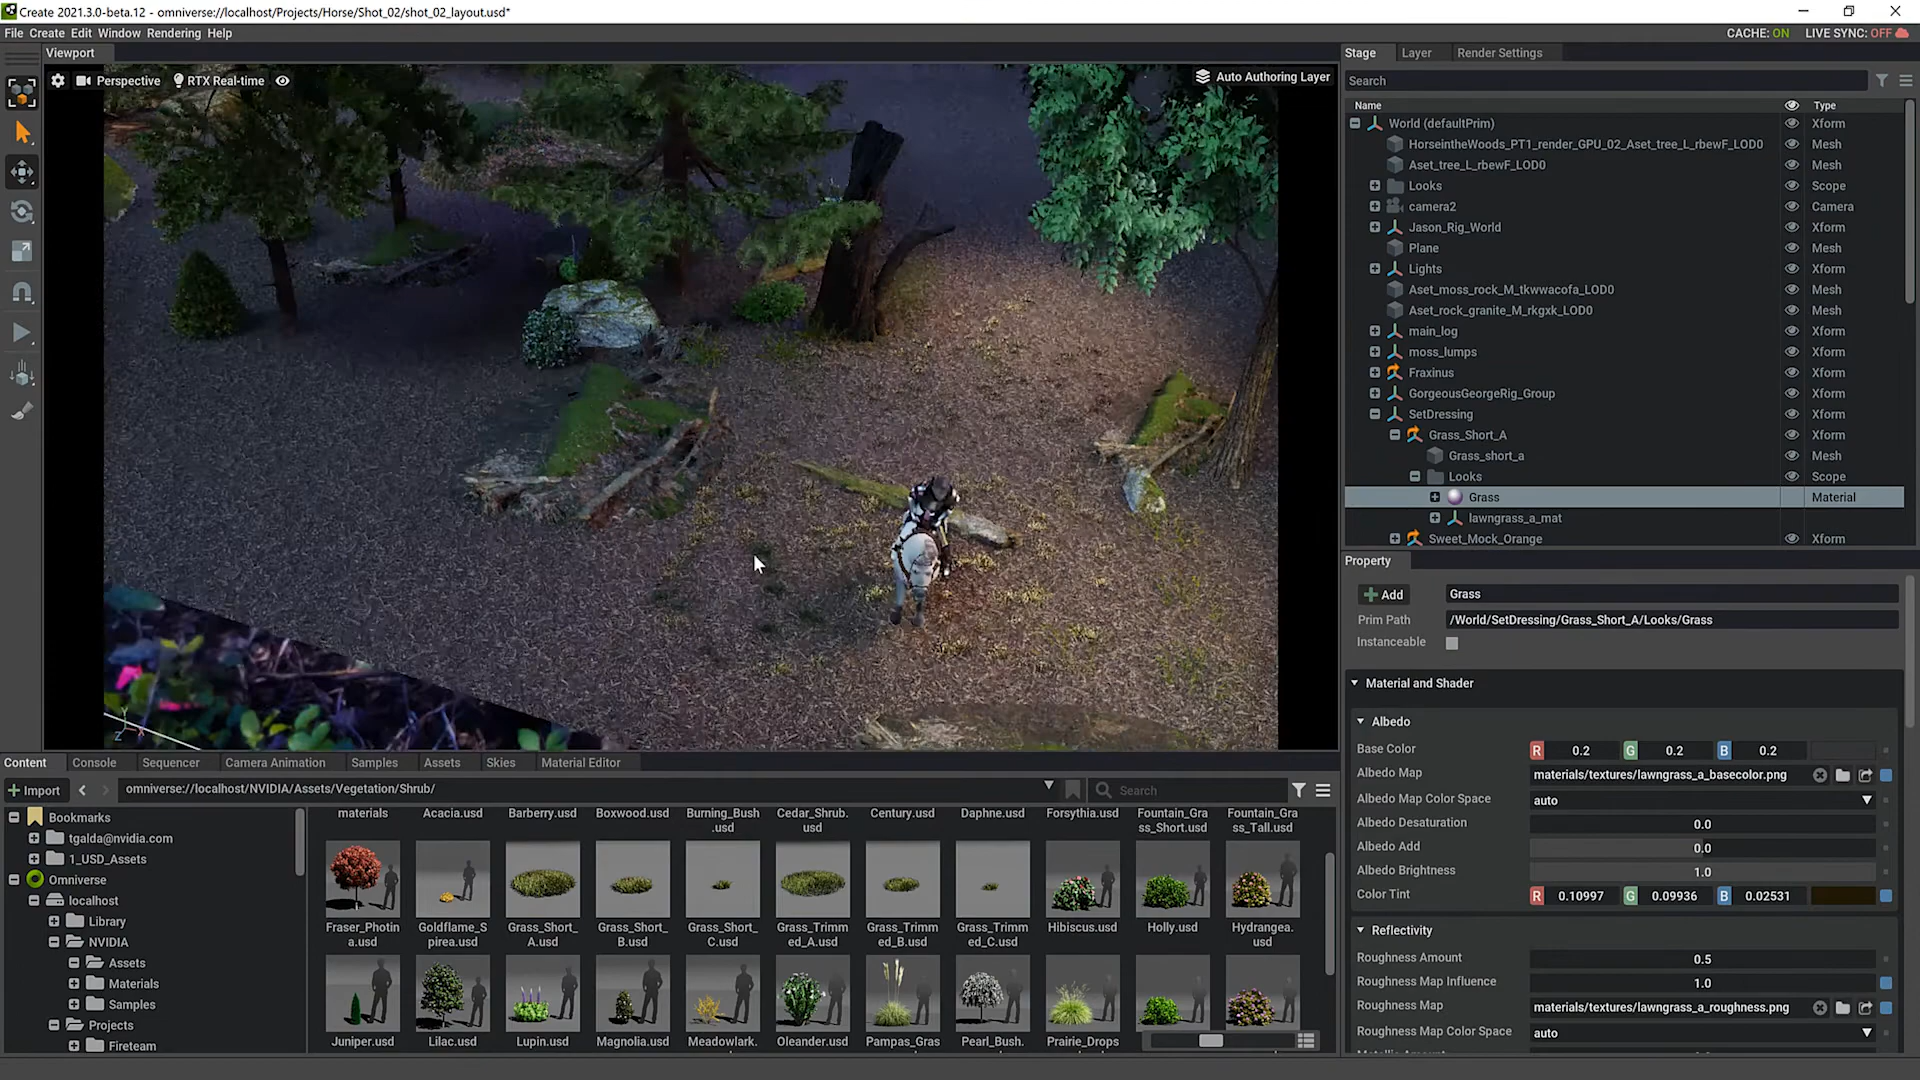 Create 2021.3.0-beta.12 - omniverse://localhost/Projects/Horse/Shot_02/shot_02_layout.usd*
File Create Edit Window Rendering Help
CACHE: ON LIVE SYNC: OFF
Viewport
Perspective RTX Real-time
Auto Authoring Layer
Stage Layer Render Settings
Search
Name Type
World (defaultPrim) Xform
HorseintheWoods_PT1_render_GPU_02_Aset_tree_L_rbewF_LOD0 Mesh
Aset_tree_L_rbewF_LOD0 Mesh
Looks Scope
camera2 Camera
Jason_Rig_World Xform
Plane Mesh
Lights Xform
Aset_moss_rock_M_tkwwacofa_LOD0 Mesh
Aset_rock_granite_M_rkgxk_LOD0 Mesh
main_log Xform
moss_lumps Xform
Fraxinus Xform
GorgeousGeorgeRig_Group Xform
SetDressing Xform
Grass_Short_A Xform
Grass_short_a Mesh
Looks Scope
Grass Material
lawngrass_a_mat
Sweet_Mock_Orange Xform
Property
Add Grass
Prim Path /World/SetDressing/Grass_Short_A/Looks/Grass
Instanceable
Material and Shader
Albedo
Base Color R 0.2 G 0.2 B 0.2
Albedo Map materials/textures/lawngrass_a_basecolor.png
Albedo Map Color Space auto
Albedo Desaturation 0.0
Albedo Add 0.0
Albedo Brightness 1.0
Color Tint R 0.10997 G 0.09936 B 0.02531
Reflectivity
Roughness Amount 0.5
Roughness Map Influence 1.0
Roughness Map materials/textures/lawngrass_a_roughness.png
Roughness Map Color Space auto
Z Y X
Content Console Sequencer Camera Animation Samples Assets Skies Material Editor
Import omniverse://localhost/NVIDIA/Assets/Vegetation/Shrub/ Search
Bookmarks
tgalda@nvidia.com
1_USD_Assets
Omniverse
localhost
Library
NVIDIA
Assets
Materials
Samples
Projects
Fireteam
materials Acacia.usd Barberry.usd Boxwood.usd Burning_Bush Cedar_Shrub. Century.usd Daphne.usd Forsythia.usd Fountain_Gra Fountain_Gra
.usd usd ss_Short.usd ss_Tall.usd
Fraser_Photin Goldflame_S Grass_Short_ Grass_Short_ Grass_Short_ Grass_Trimm Grass_Trimm Grass_Trimm Hibiscus.usd Holly.usd Hydrangea.
a.usd pirea.usd A.usd B.usd C.usd ed_A.usd ed_B.usd ed_C.usd usd
Juniper.usd Lilac.usd Lupin.usd Magnolia.usd Meadowlark. Oleander.usd Pampas_Gras Pearl_Bush. Prairie_Drops